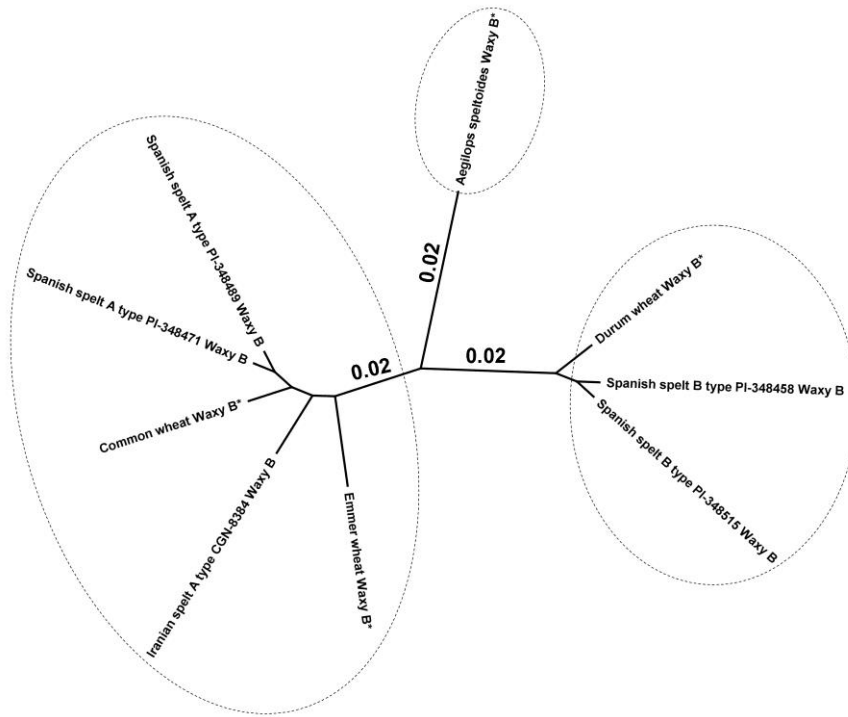 Aegilops speltoides Waxy B*
0.02
Spanish spelt A type PI-348489 Waxy B
Spanish spelt A type PI-348471 Waxy B
Common wheat Waxy B*
Iranian spelt A type CGN-8384 Waxy B
Emmer wheat Waxy B*
0.02
0.02
Durum wheat Waxy B*
Spanish spelt B type PI-348458 Waxy B
Spanish spelt B type PI-348515 Waxy B